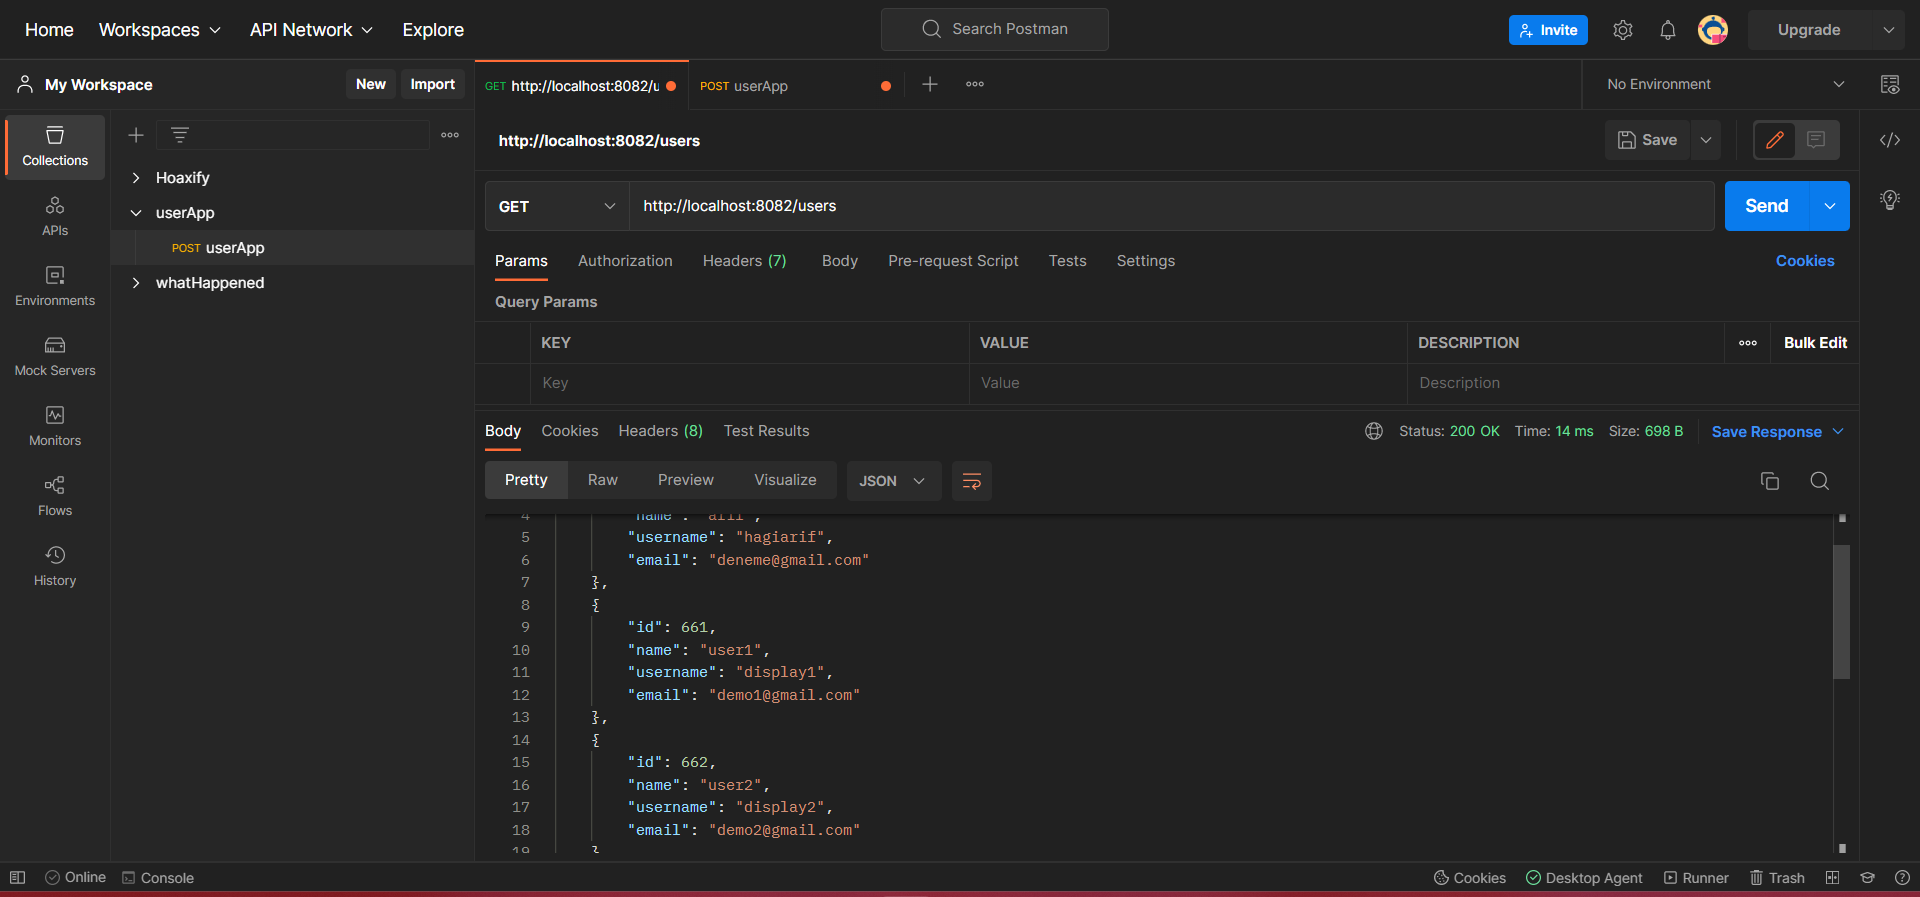 Home Workspaces API Network Explore Search Postman Invite Upgrade
My Workspace New Import GET http://localhost:8082/u POST userApp No Environment
http://localhost:8082/users Save
Collections
Hoaxify
userApp
POST userApp
whatHappened
APIs
Environments
Mock Servers
Monitors
Flows
History
GET http://localhost:8082/users Send
Params Authorization Headers (7) Body Pre-request Script Tests Settings Cookies
Query Params
KEY VALUE DESCRIPTION Bulk Edit
Key Value Description
Body Cookies Headers (8) Test Results Status: 200 OK Time: 14 ms Size: 698 B Save Response
Pretty Raw Preview Visualize JSON
4 "name": "arif",
5 "username": "hagiarif",
6 "email": "deneme@gmail.com"
7 },
8 {
9 "id": 661,
10 "name": "user1",
11 "username": "display1",
12 "email": "demo1@gmail.com"
13 },
14 {
15 "id": 662,
16 "name": "user2",
17 "username": "display2",
18 "email": "demo2@gmail.com"
19 }
Online Console Cookies Desktop Agent Runner Trash